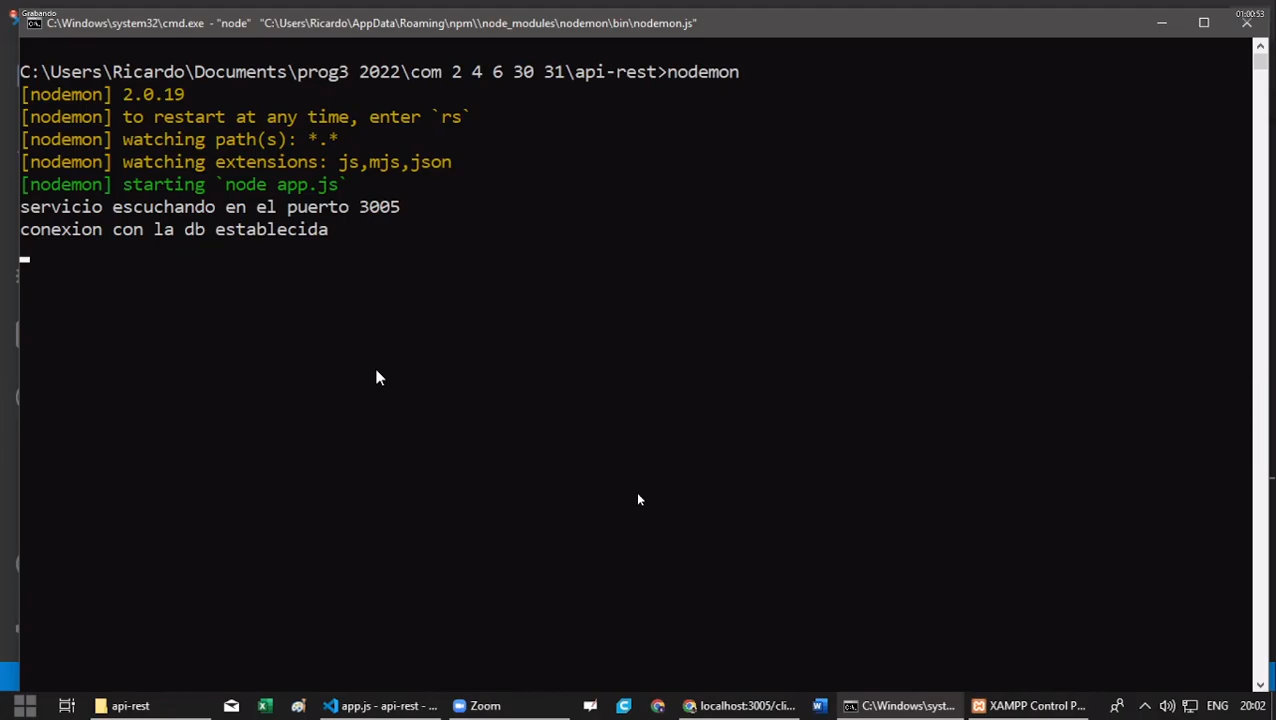 Grabando
01:00:53
C:\Windows\system32\cmd.exe - "node" "C:\Users\Ricardo\AppData\Roaming\npm\\node_modules\nodemon\bin\nodemon.js"
C:\Users\Ricardo\Documents\prog3 2022\com 2 4 6 30 31\api-rest>nodemon
[nodemon] 2.0.19
[nodemon] to restart at any time, enter `rs`
[nodemon] watching path(s): *.*
[nodemon] watching extensions: js,mjs,json
[nodemon] starting `node app.js`
servicio escuchando en el puerto 3005
conexion con la db establecida
api-rest
app.js - api-rest - ...
Zoom
localhost:3005/cli...
C:\Windows\syst...
XAMPP Control P...
ENG
20:02